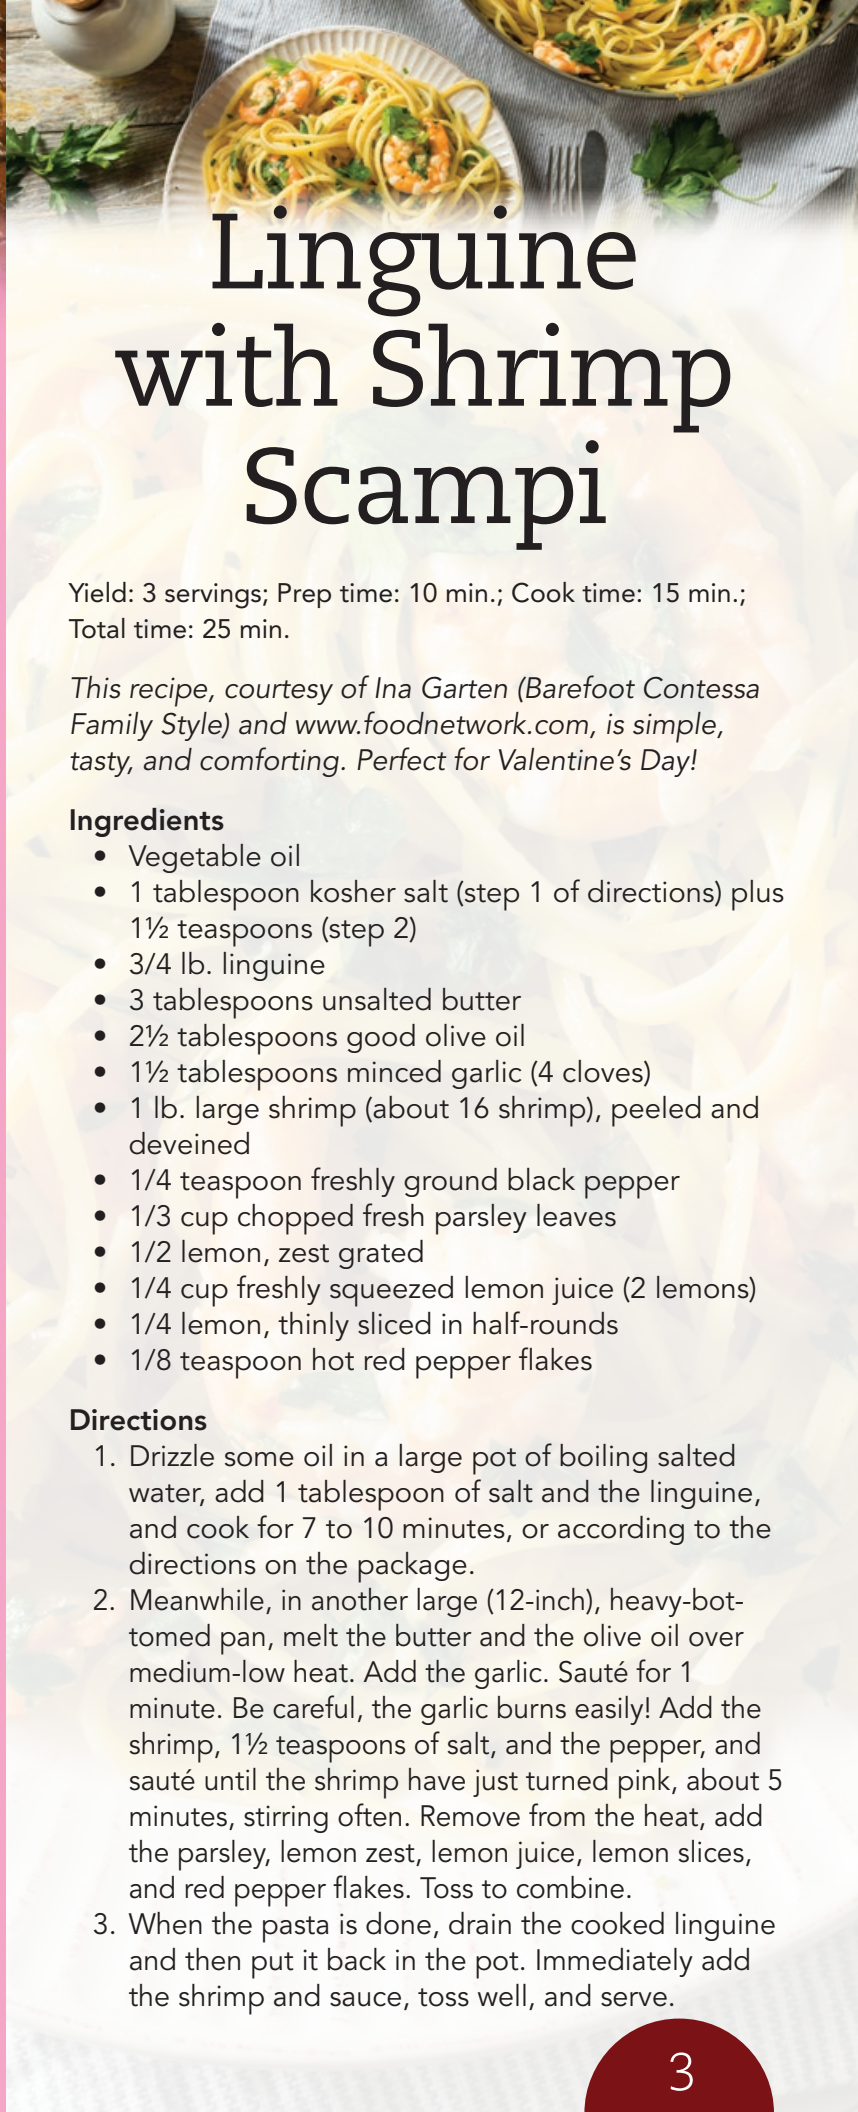 Linguine
with Shrimp
Scampi
Yield: 3 servings; Prep time: 10 min.; Cook time: 15 min.;
Total time: 25 min.
This recipe, courtesy of Ina Garten (Barefoot Contessa
Family Style) and www.foodnetwork.com, is simple,
tasty, and comforting. Perfect for Valentine's Day!
Ingredients
• Vegetable oil
• 1 tablespoon kosher salt (step 1 of directions) plus
1½ teaspoons (step 2)
• 3/4 lb. linguine
• 3 tablespoons unsalted butter
• 2½ tablespoons good olive oil
• 1½ tablespoons minced garlic (4 cloves)
• 1 lb. large shrimp (about 16 shrimp), peeled and
deveined
• 1/4 teaspoon freshly ground black pepper
• 1/3 cup chopped fresh parsley leaves
• 1/2 lemon, zest grated
• 1/4 cup freshly squeezed lemon juice (2 lemons)
• 1/4 lemon, thinly sliced in half-rounds
• 1/8 teaspoon hot red pepper flakes
Directions
1. Drizzle some oil in a large pot of boiling salted
water, add 1 tablespoon of salt and the linguine,
and cook for 7 to 10 minutes, or according to the
directions on the package.
2. Meanwhile, in another large (12-inch), heavy-bot-
tomed pan, melt the butter and the olive oil over
medium-low heat. Add the garlic. Sauté for 1
minute. Be careful, the garlic burns easily! Add the
shrimp, 1½ teaspoons of salt, and the pepper, and
sauté until the shrimp have just turned pink, about 5
minutes, stirring often. Remove from the heat, add
the parsley, lemon zest, lemon juice, lemon slices,
and red pepper flakes. Toss to combine.
3. When the pasta is done, drain the cooked linguine
and then put it back in the pot. Immediately add
the shrimp and sauce, toss well, and serve.
3